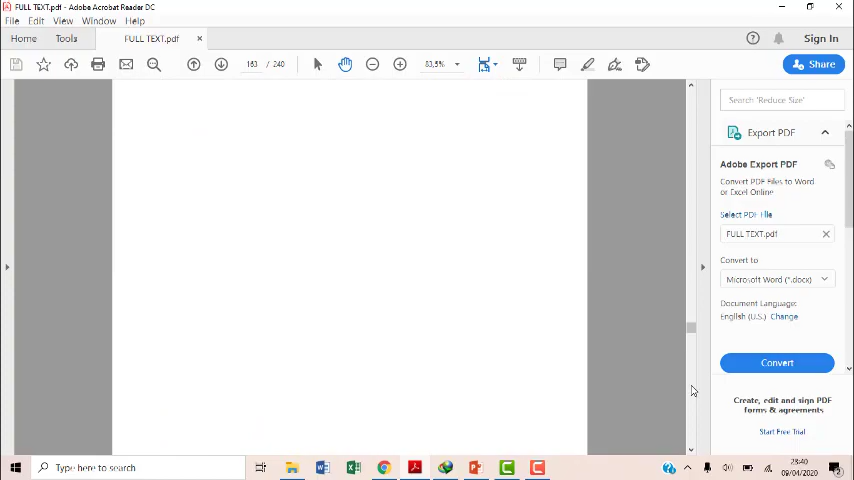 FULL TEXT.pdf - Adobe Acrobat Reader DC
File Edit View Window Help
Home Tools FULL TEXT.pdf × Sign In
163 / 240 83,5% Share
Search 'Reduce Size'
Export PDF
Adobe Export PDF
Convert PDF Files to Word
or Excel Online
Select PDF File
FULL TEXT.pdf ×
Convert to
Microsoft Word (*.docx)
Document Language:
English (U.S.) Change
Convert
Create, edit and sign PDF
forms & agreements
Start Free Trial
Type here to search
23:40
09/04/2020
2